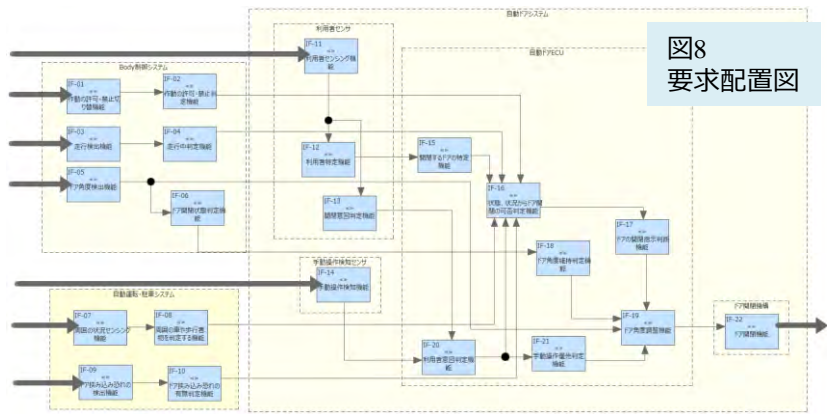 自動ドアシステム
利用者センサ
図8
要求配置図
IF-11
利用者センシング機
能
自動ドアECU
Body制御システム
IF-01
作動の許可・禁止切
り替機能
IF-02
作動の許可・禁止判
定機能
IF-03
走行検出機能
IF-04
走行中判定機能
IF-12
利用者特定機能
IF-15
開閉するドアの特定
機能
IF-05
ドア角度検出機能
IF-06
ドア開閉状態判定機
能
IF-13
開閉意図判定機能
IF-16
状態、状況からドア開
閉の可否判定機能
IF-17
ドアの開閉指示判断
機能
IF-18
ドア角度維持判定機
能
手動操作検知センサ
IF-14
手動操作検知機能
自動運転・駐車システム
IF-07
周囲の状況センシング
機能
IF-08
周囲の車や歩行者
物を判定する機能
IF-19
ドア角度調整機能
ドア開閉機構
IF-22
ドア開閉機能
IF-20
利用者意図判定機
能
IF-21
手動操作優先判定
機能
IF-09
ドア挟み込み恐れの
検出機能
IF-10
ドア挟み込み恐れの
有無判定機能